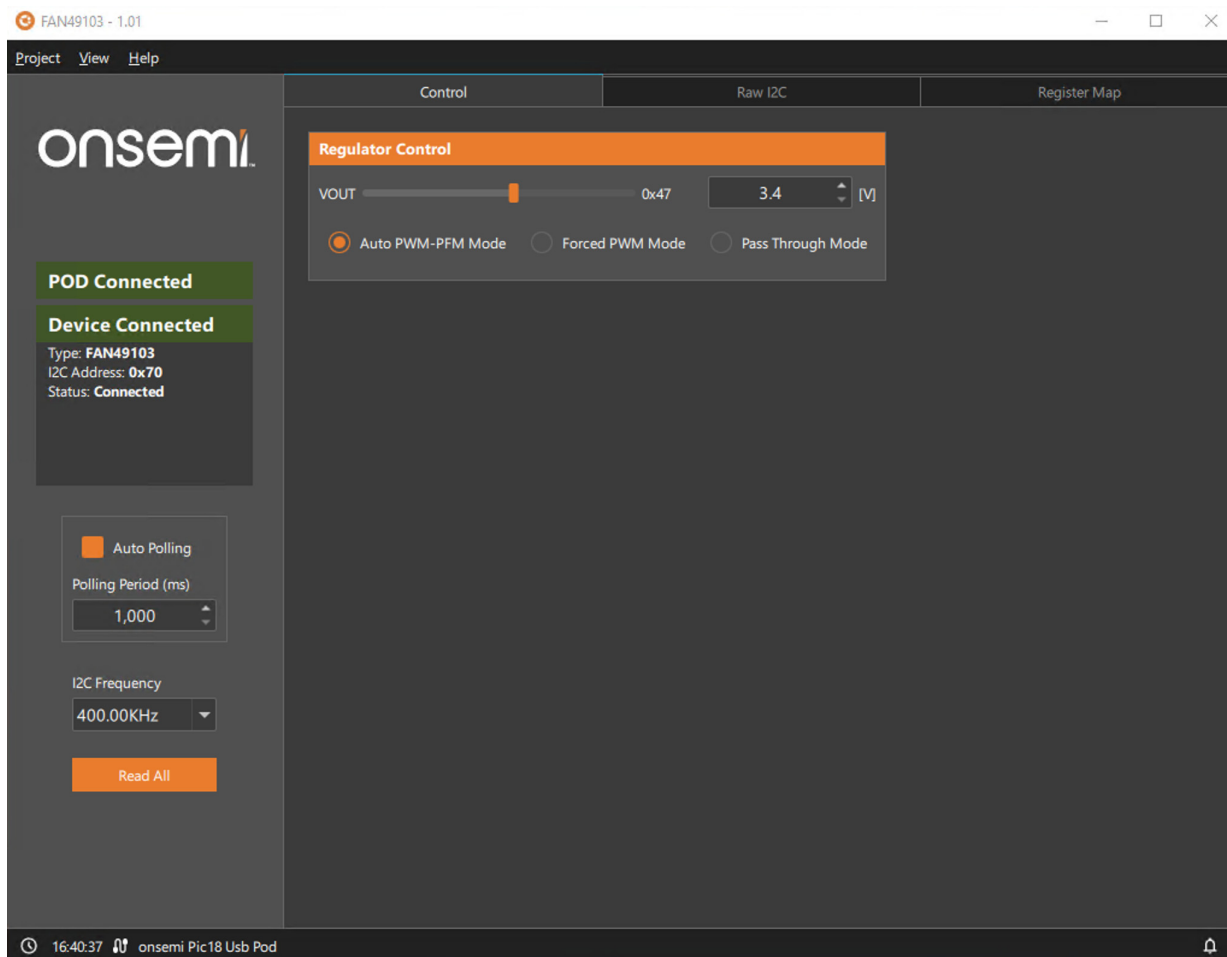 FAN49103 - 1.01
Project View Help
Control Raw I2C Register Map
onsemi™
Regulator Control
VOUT 0x47 3.4 [V]
Auto PWM-PFM Mode Forced PWM Mode Pass Through Mode
POD Connected
Device Connected
Type: FAN49103
I2C Address: 0x70
Status: Connected
Auto Polling
Polling Period (ms)
1,000
I2C Frequency
400.00KHz
Read All
16:40:37 onsemi Pic18 Usb Pod